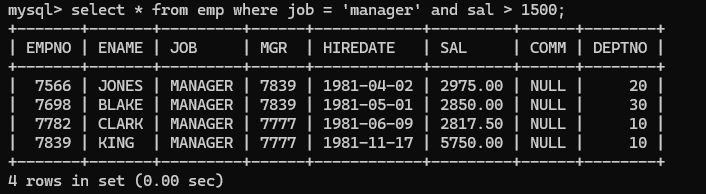 mysql> select * from emp where job = 'manager' and sal > 1500;
+-------+-------+---------+------+------------+---------+------+--------+
| EMPNO | ENAME | JOB     | MGR  | HIREDATE   | SAL     | COMM | DEPTNO |
+-------+-------+---------+------+------------+---------+------+--------+
|  7566 | JONES | MANAGER | 7839 | 1981-04-02 | 2975.00 | NULL |     20 |
|  7698 | BLAKE | MANAGER | 7839 | 1981-05-01 | 2850.00 | NULL |     30 |
|  7782 | CLARK | MANAGER | 7777 | 1981-06-09 | 2817.50 | NULL |     10 |
|  7839 | KING  | MANAGER | 7777 | 1981-11-17 | 5750.00 | NULL |     10 |
+-------+-------+---------+------+------------+---------+------+--------+
4 rows in set (0.00 sec)